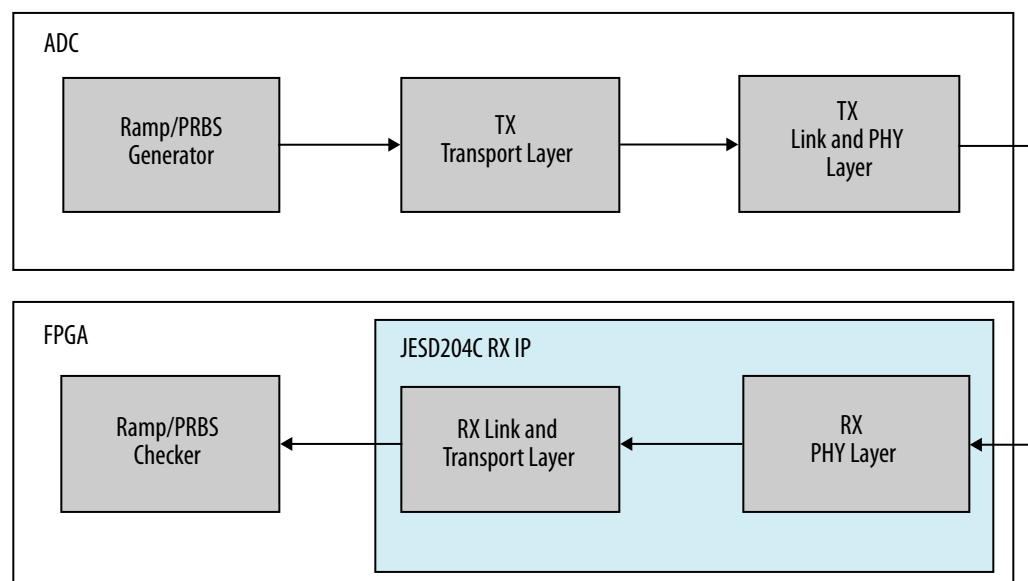 ADC
Ramp/PRBS
Generator
TX
Transport Layer
TX
Link and PHY
Layer
FPGA
JESD204C RX IP
Ramp/PRBS
Checker
RX Link and
Transport Layer
RX
PHY Layer